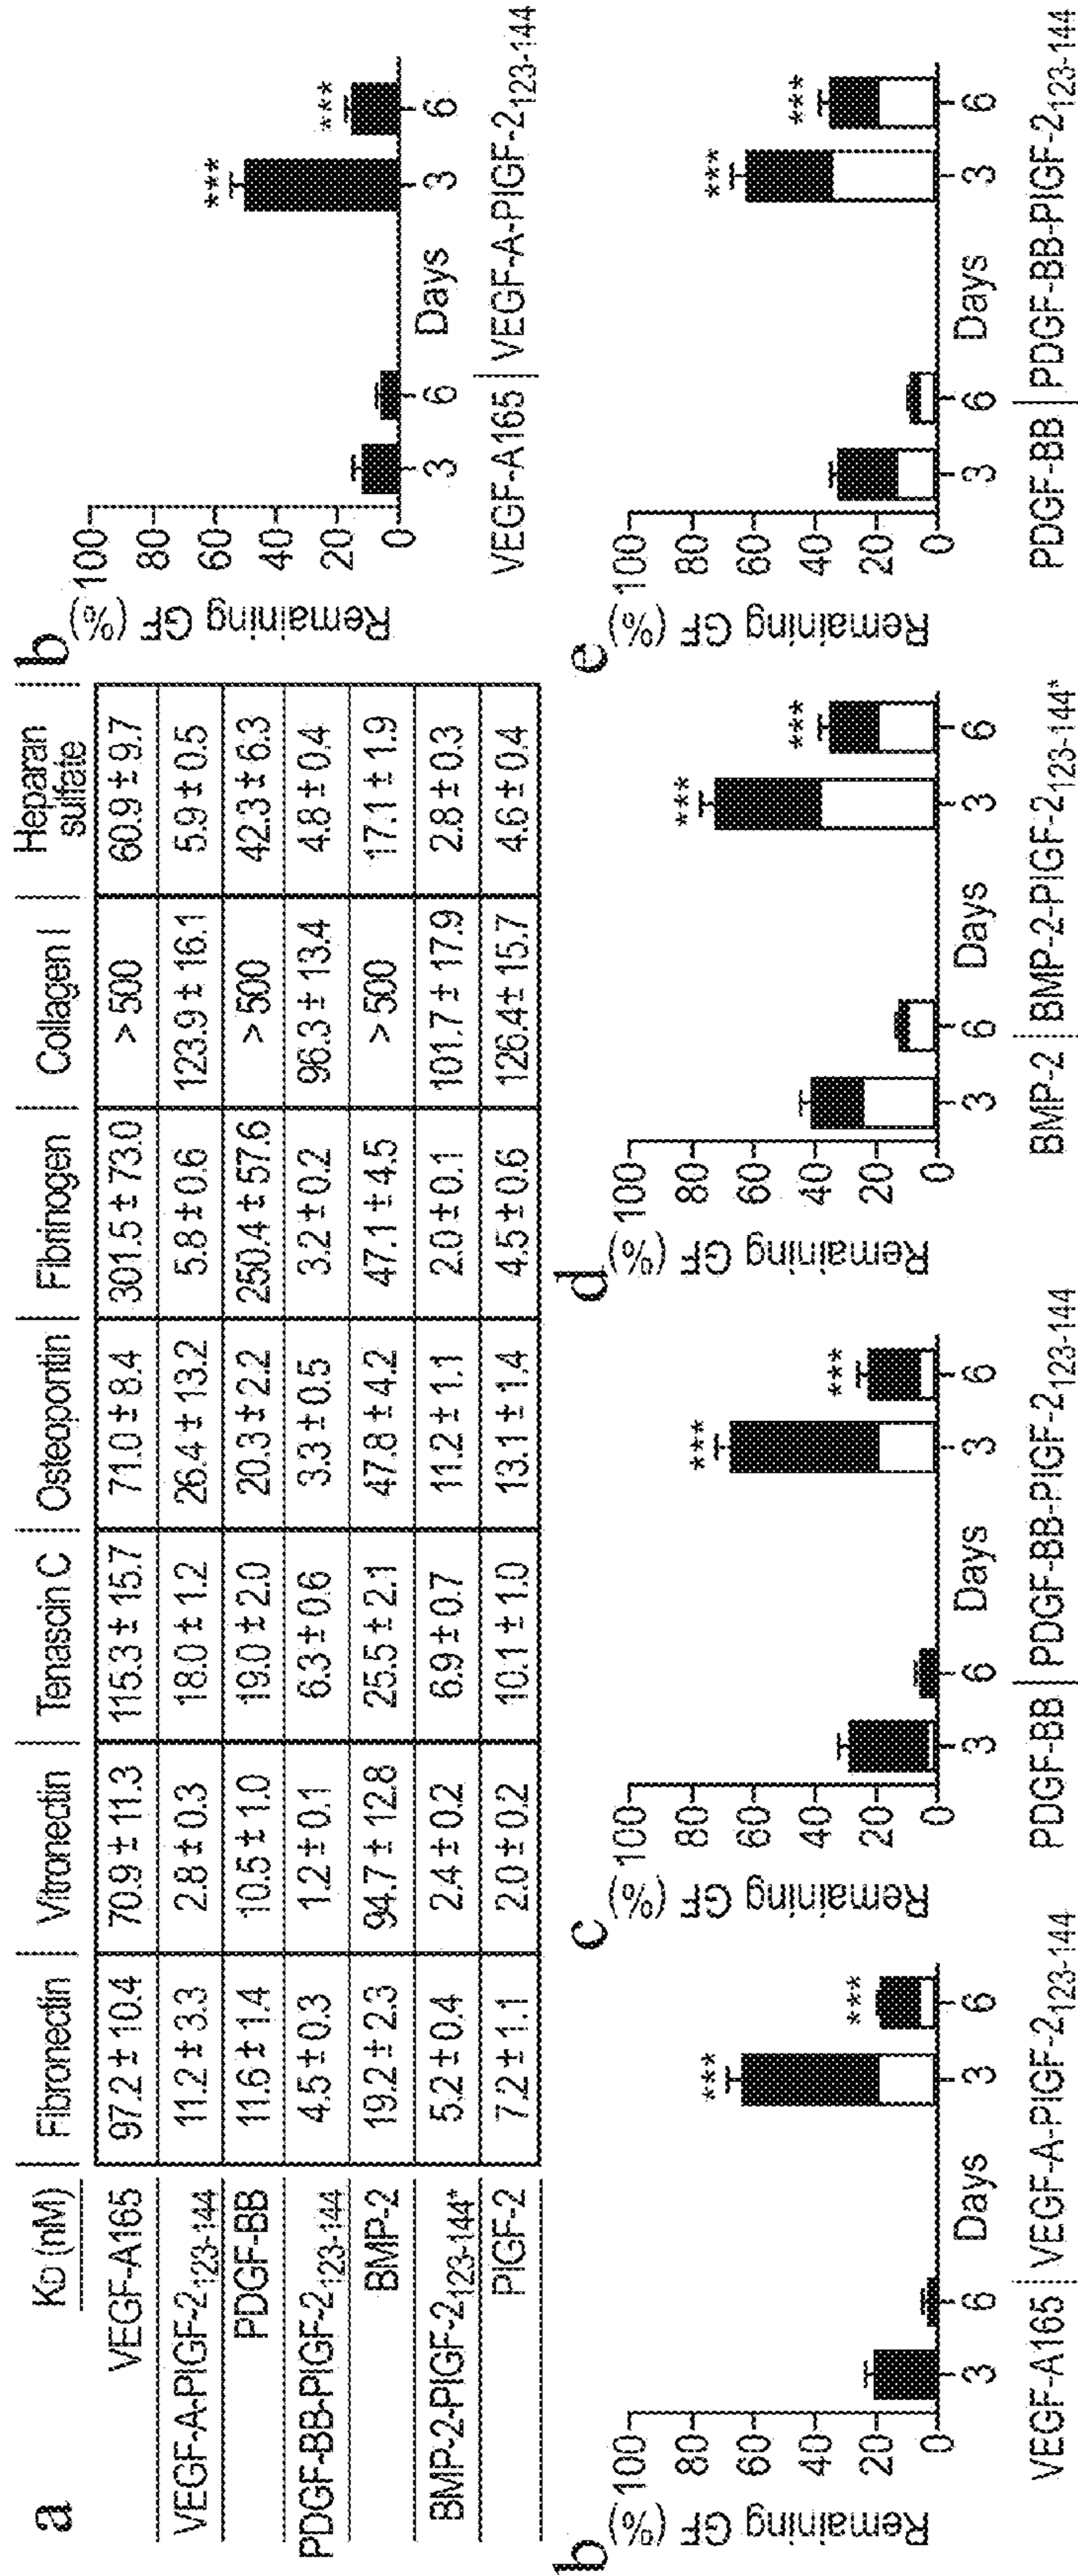 a
KD (nM) Fibronectin Vitronectin Tenascin C Osteopontin Fibrinogen Collagen I Heparan sulfate
VEGF-A165 97.2 ± 10.4 70.9 ± 11.3 115.3 ± 15.7 71.0 ± 8.4 301.5 ± 73.0 > 500 60.9 ± 9.7
VEGF-A-PlGF-2123-144 11.2 ± 3.3 2.8 ± 0.3 18.0 ± 1.2 26.4 ± 13.2 5.8 ± 0.6 123.9 ± 16.1 5.9 ± 0.5
PDGF-BB 11.6 ± 1.4 10.5 ± 1.0 19.0 ± 2.0 20.3 ± 2.2 250.4 ± 57.6 > 500 42.3 ± 6.3
PDGF-BB-PlGF-2123-144 4.5 ± 0.3 1.2 ± 0.1 6.3 ± 0.6 3.3 ± 0.5 3.2 ± 0.2 96.3 ± 13.4 4.8 ± 0.4
BMP-2 19.2 ± 2.3 94.7 ± 12.8 25.5 ± 2.1 47.8 ± 4.2 47.1 ± 4.5 > 500 17.1 ± 1.9
BMP-2-PlGF-2123-144* 5.2 ± 0.4 2.4 ± 0.2 6.9 ± 0.7 11.2 ± 1.1 2.0 ± 0.1 101.7 ± 17.9 2.8 ± 0.3
PlGF-2 7.2 ± 1.1 2.0 ± 0.2 10.1 ± 1.0 13.1 ± 1.4 4.5 ± 0.6 126.4 ± 15.7 4.6 ± 0.4
b
Remaining GF (%)
100
80
60
40
20
0
*** ***
3 6 Days 3 6
VEGF-A165 VEGF-A-PlGF-2123-144
b
Remaining GF (%)
100
80
60
40
20
0
*** ***
3 6 Days 3 6
VEGF-A165 VEGF-A-PlGF-2123-144
c
Remaining GF (%)
100
80
60
40
20
0
*** ***
3 6 Days 3 6
PDGF-BB PDGF-BB-PlGF-2123-144
d
Remaining GF (%)
100
80
60
40
20
0
*** ***
3 6 Days 3 6
BMP-2 BMP-2-PlGF-2123-144*
e
Remaining GF (%)
100
80
60
40
20
0
*** ***
3 6 Days 3 6
PDGF-BB PDGF-BB-PlGF-2123-144